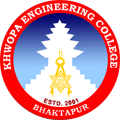 KHWOPA ENGINEERING COLLEGE
ESTD. 2001
BHAKTAPUR